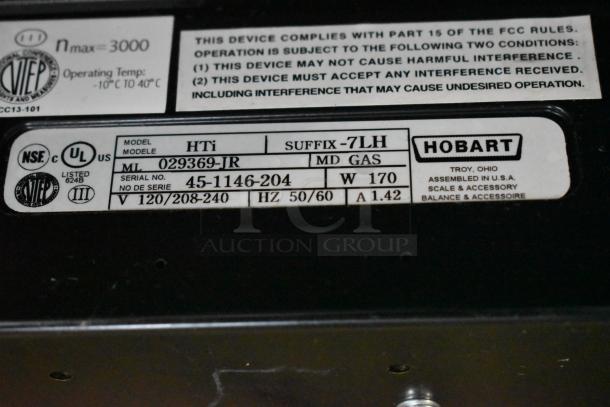 III
nmax=3000
NTEP
Operating Temp:
-10°C TO 40°C
CC13-101
THIS DEVICE COMPLIES WITH PART 15 OF THE FCC RULES.
OPERATION IS SUBJECT TO THE FOLLOWING TWO CONDITIONS:
(1) THIS DEVICE MAY NOT CAUSE HARMFUL INTERFERENCE .
(2) THIS DEVICE MUST ACCEPT ANY INTERFERENCE RECEIVED.
INCLUDING INTERFERENCE THAT MAY CAUSE UNDESIRED OPERATION.
NSF
C UL US
LISTED
824B
NTEP
III
MODEL
MODELE
HTi
SUFFIX -7LH
ML 029369-JR
MD GAS
SERIAL NO.
NO DE SERIE
45-1146-204
W 170
V 120/208-240
HZ 50/60
A 1.42
HOBART
TROY, OHIO
ASSEMBLED IN U.S.A.
SCALE & ACCESSORY
BALANCE & ACCESSOIRE
TCI
AUCTION GROUP